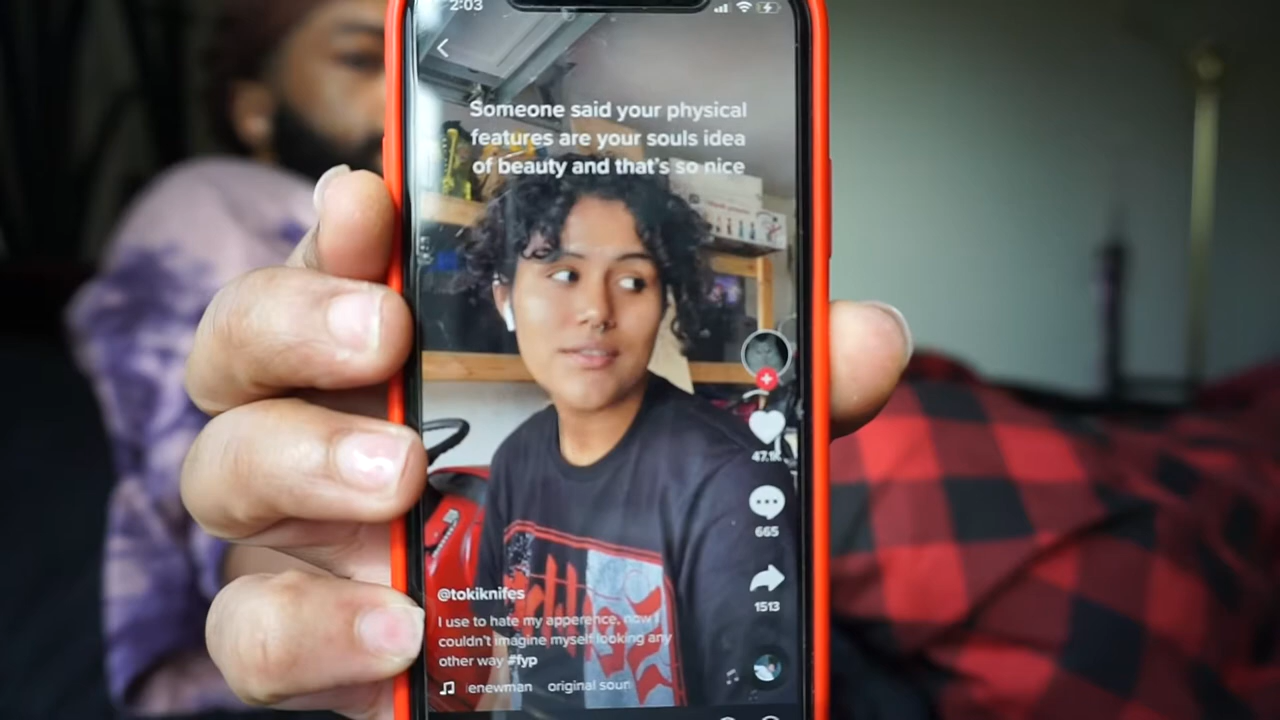 2:03
Someone said your physical
features are your souls idea
of beauty and that's so nice
47.1K
665
1513
@tokiknifes
I use to hate my apperence, now I
couldn't imagine myself looking any
other way #fyp
enewman original soun